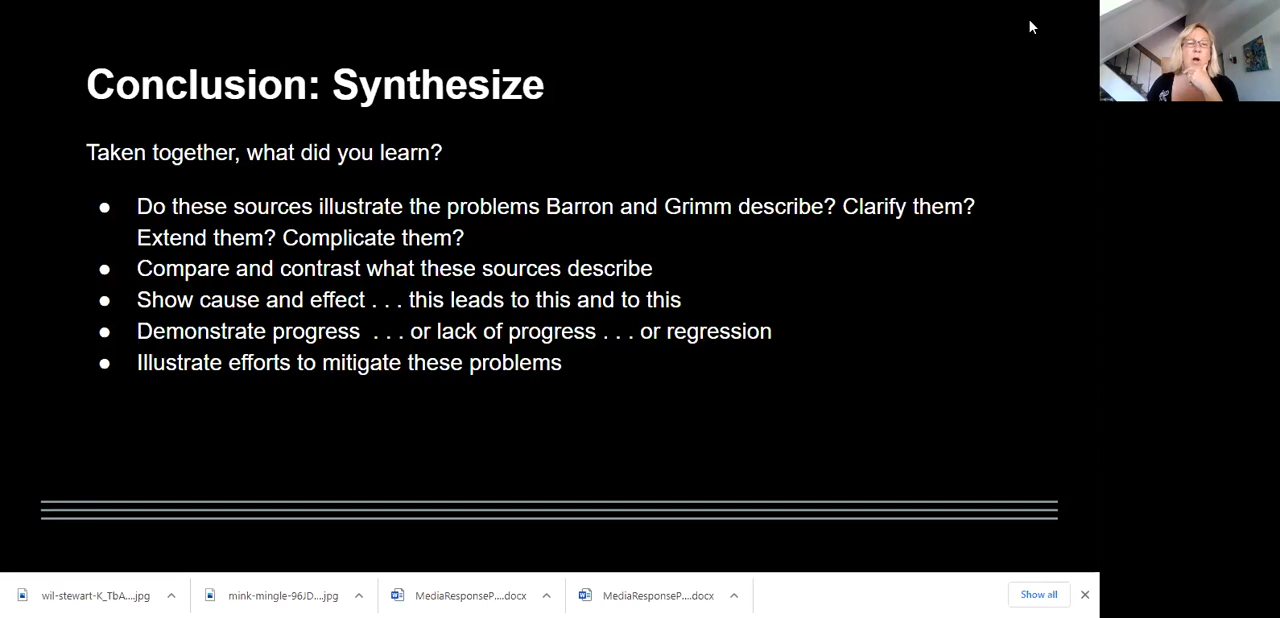 Conclusion: Synthesize
Taken together, what did you learn?
● Do these sources illustrate the problems Barron and Grimm describe? Clarify them?
Extend them? Complicate them?
● Compare and contrast what these sources describe
● Show cause and effect . . . this leads to this and to this
● Demonstrate progress . . . or lack of progress . . . or regression
● Illustrate efforts to mitigate these problems
wil-stewart-K_TbA....jpg
mink-mingle-96JD....jpg
MediaResponseP....docx
MediaResponseP....docx
Show all